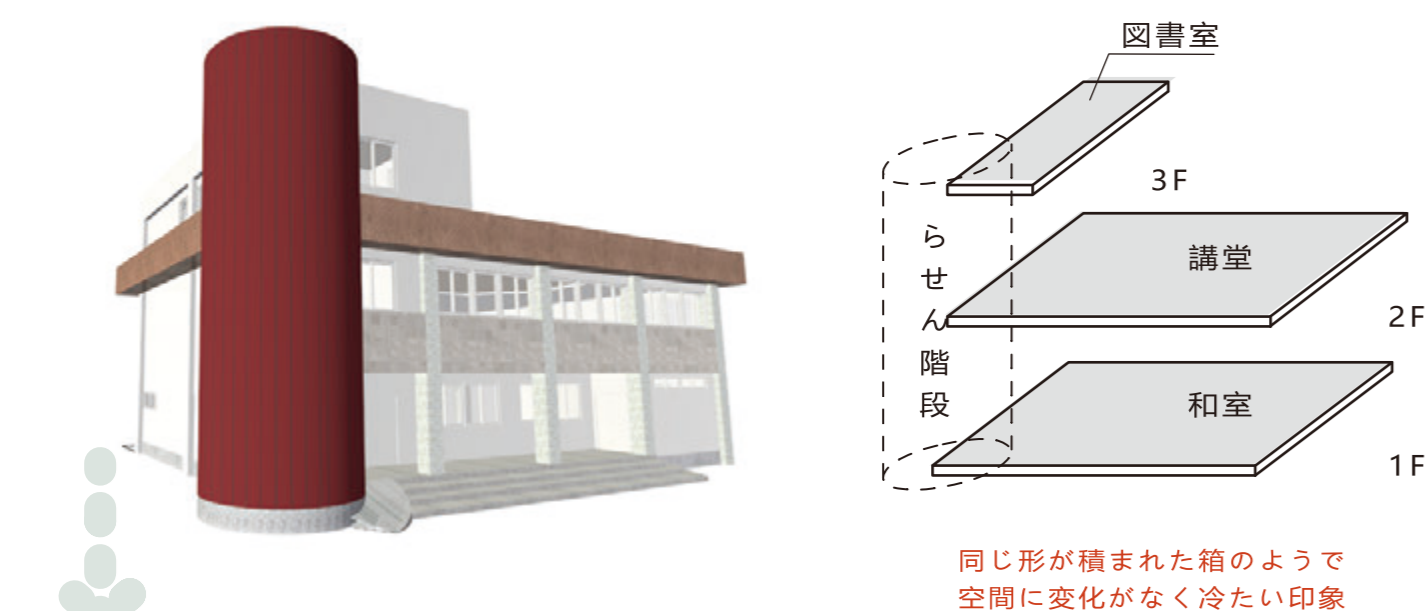 図書室
3F
らせん階段
講堂
2F
和室
1F
同じ形が積まれた箱のようで
空間に変化がなく冷たい印象